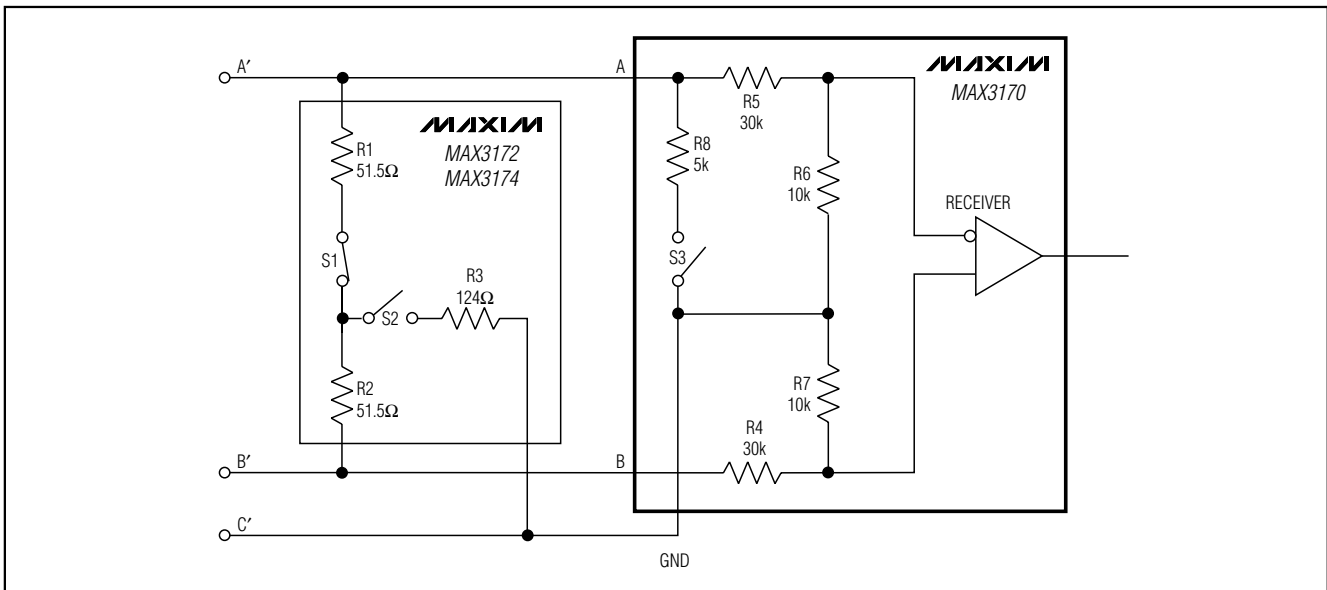 A′
A
MAXIM
MAX3170
R5
30k
MAXIM
MAX3172
MAX3174
R1
51.5Ω
R8
5k
R6
10k
RECEIVER
S1
S3
R3
124Ω
S2
R2
51.5Ω
R7
10k
R4
30k
B′
B
C′
GND